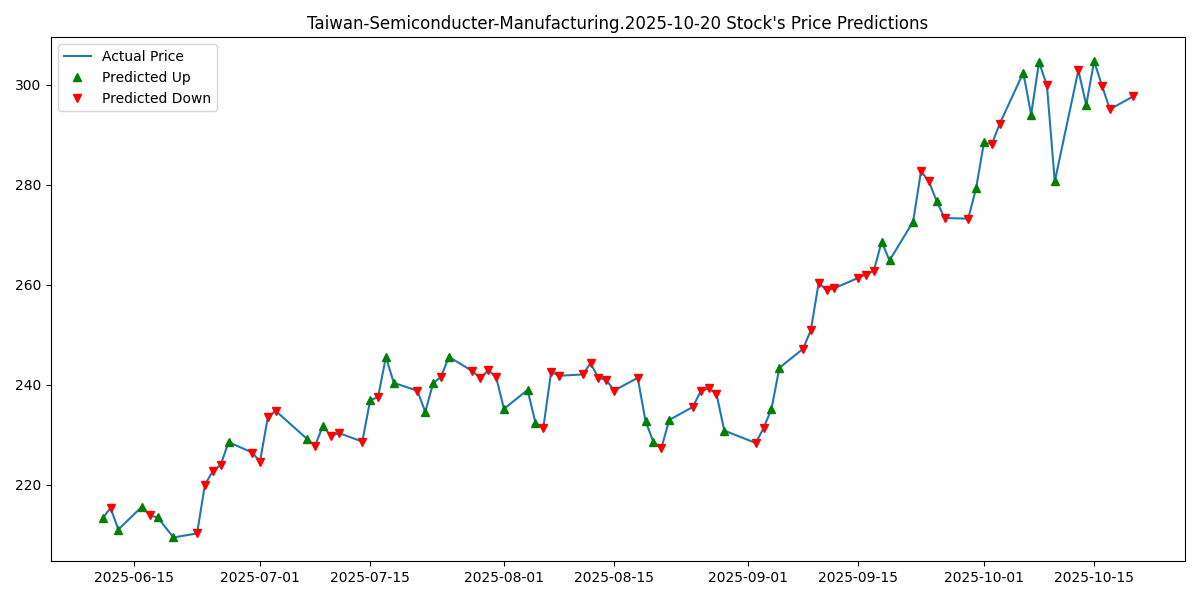 Taiwan-Semiconducter-Manufacturing.2025-10-20 Stock's Price Predictions
Actual Price
Predicted Up
Predicted Down
300
280
260
240
220
2025-06-15 2025-07-01 2025-07-15 2025-08-01 2025-08-15 2025-09-01 2025-09-15 2025-10-01 2025-10-15